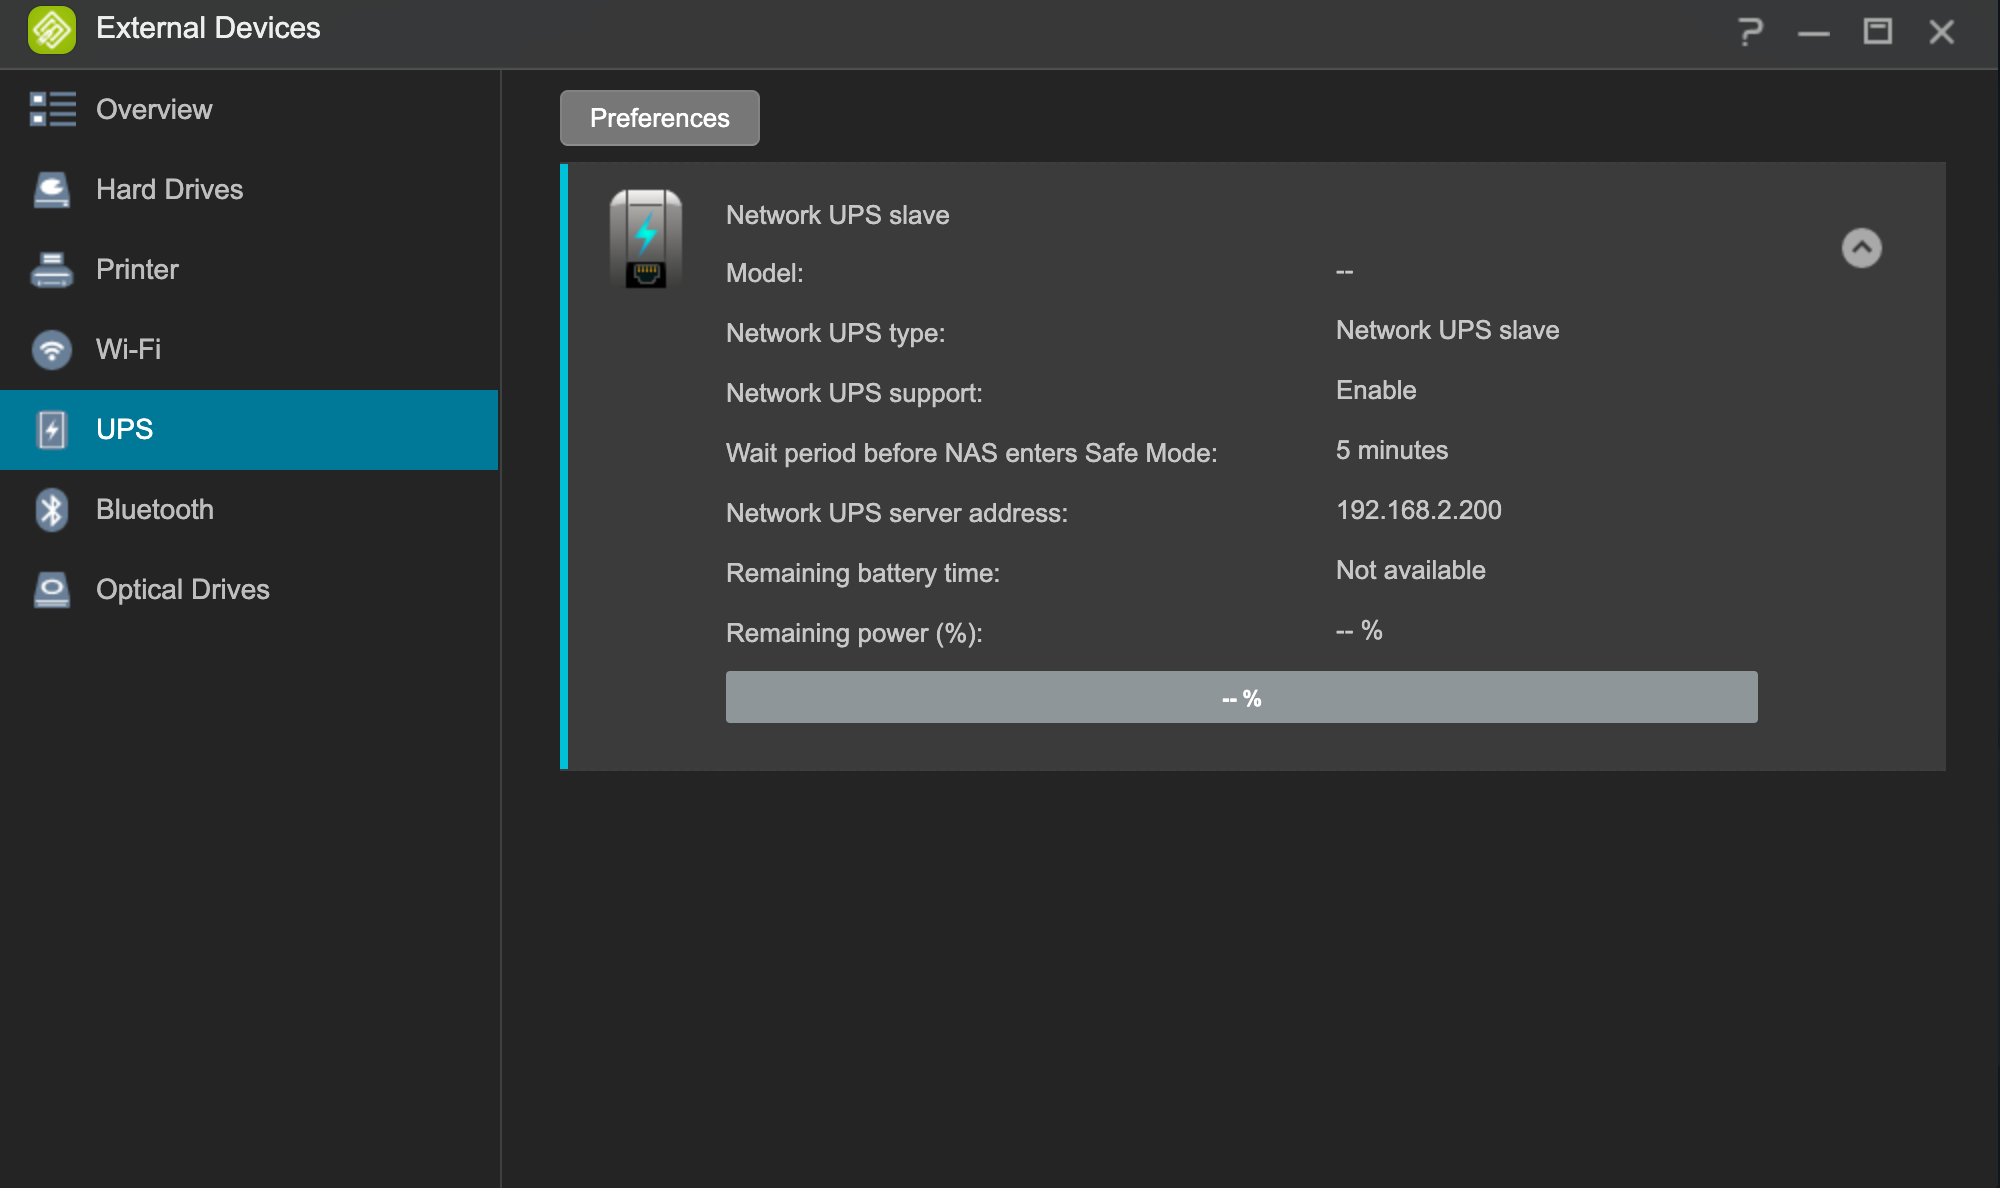 External Devices
Overview
Hard Drives
Printer
Wi-Fi
UPS
Bluetooth
Optical Drives
Preferences
Network UPS slave
Model: --
Network UPS type: Network UPS slave
Network UPS support: Enable
Wait period before NAS enters Safe Mode: 5 minutes
Network UPS server address: 192.168.2.200
Remaining battery time: Not available
Remaining power (%): -- %
-- %